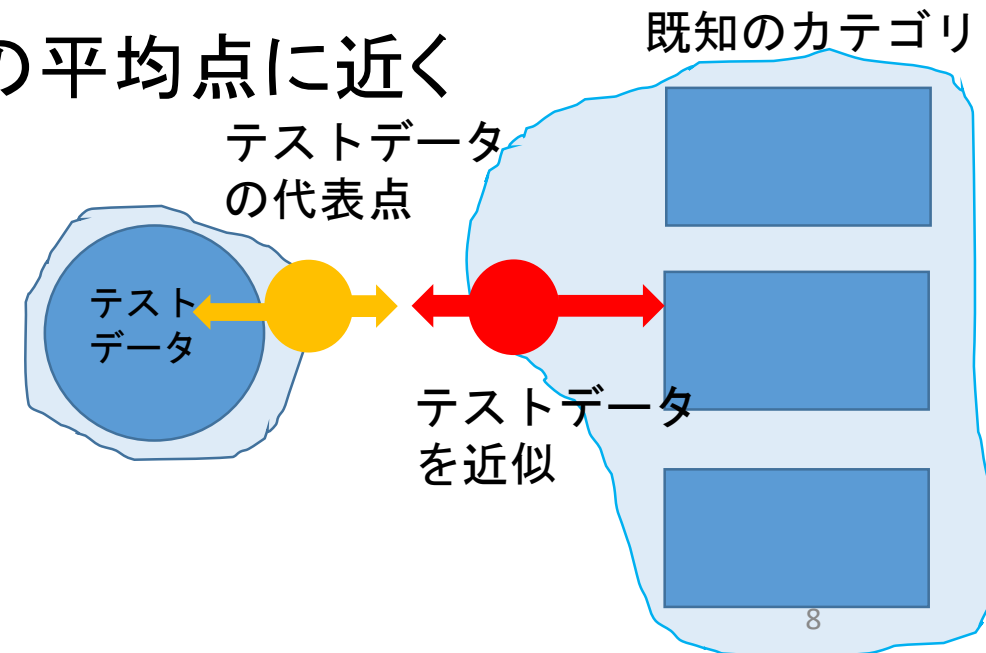 の平均点に近く
既知のカテゴリ
テストデータ
の代表点
テスト
データ
テストデータ
を近似
8